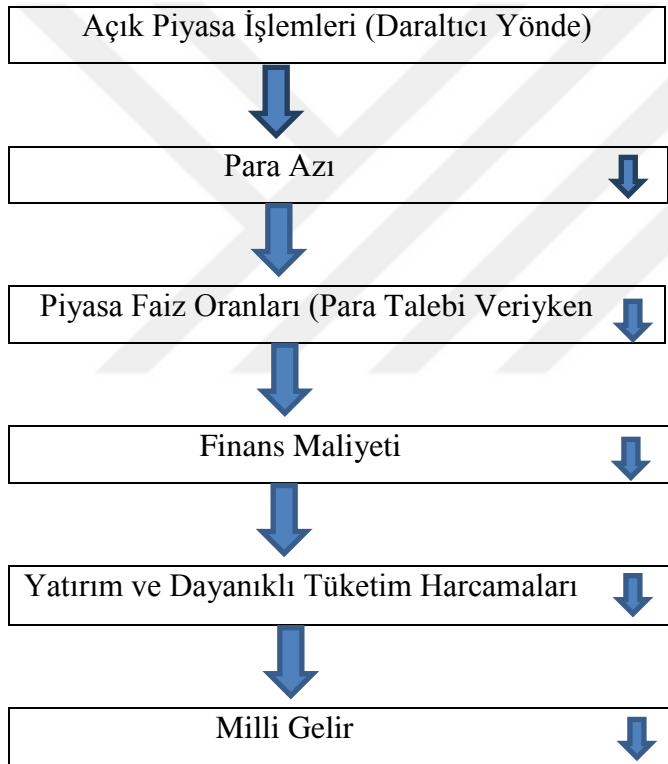 Açık Piyasa İşlemleri (Daraltıcı Yönde)
Para Azı
Piyasa Faiz Oranları (Para Talebi Veriyken
Finans Maliyeti
Yatırım ve Dayanıklı Tüketim Harcamaları
Milli Gelir